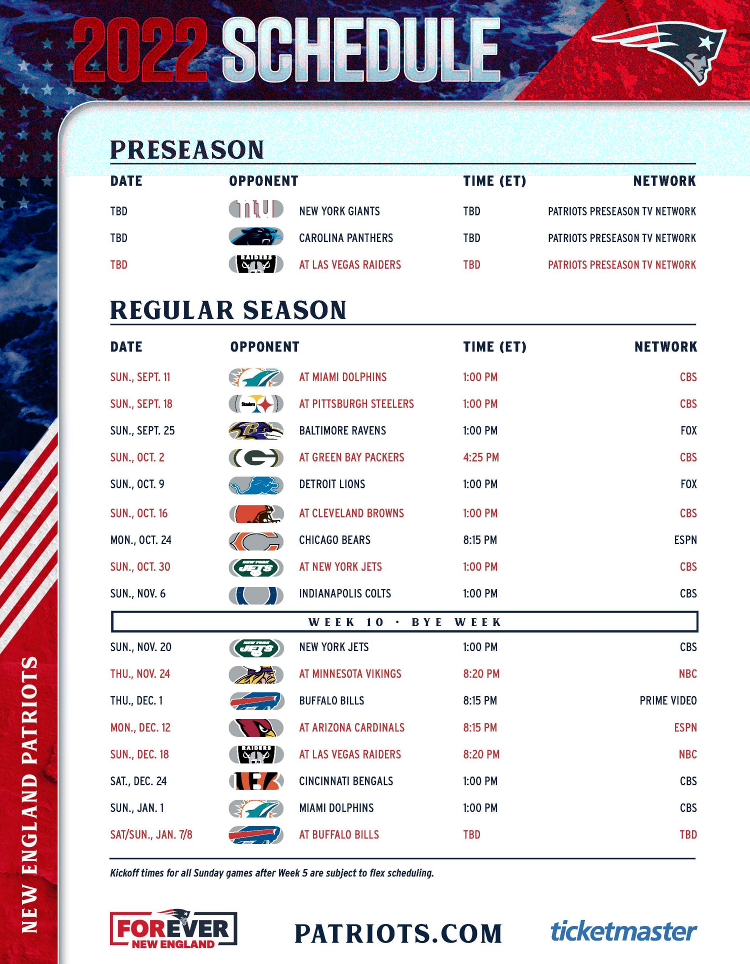 2022 SCHEDULE
PRESEASON
DATE OPPONENT TIME (ET) NETWORK
TBD NEW YORK GIANTS TBD PATRIOTS PRESEASON TV NETWORK
TBD CAROLINA PANTHERS TBD PATRIOTS PRESEASON TV NETWORK
TBD RAIDERS AT LAS VEGAS RAIDERS TBD PATRIOTS PRESEASON TV NETWORK
REGULAR SEASON
DATE OPPONENT TIME (ET) NETWORK
SUN., SEPT. 11 AT MIAMI DOLPHINS 1:00 PM CBS
SUN., SEPT. 18 Steelers AT PITTSBURGH STEELERS 1:00 PM CBS
SUN., SEPT. 25 BALTIMORE RAVENS 1:00 PM FOX
SUN., OCT. 2 G AT GREEN BAY PACKERS 4:25 PM CBS
SUN., OCT. 9 DETROIT LIONS 1:00 PM FOX
SUN., OCT. 16 AT CLEVELAND BROWNS 1:00 PM CBS
MON., OCT. 24 C CHICAGO BEARS 8:15 PM ESPN
SUN., OCT. 30 NEW YORK JETS AT NEW YORK JETS 1:00 PM CBS
SUN., NOV. 6 INDIANAPOLIS COLTS 1:00 PM CBS
WEEK 10 · BYE WEEK
SUN., NOV. 20 NEW YORK JETS NEW YORK JETS 1:00 PM CBS
THU., NOV. 24 AT MINNESOTA VIKINGS 8:20 PM NBC
THU., DEC. 1 BUFFALO BILLS 8:15 PM PRIME VIDEO
MON., DEC. 12 AT ARIZONA CARDINALS 8:15 PM ESPN
SUN., DEC. 18 RAIDERS AT LAS VEGAS RAIDERS 8:20 PM NBC
SAT., DEC. 24 CINCINNATI BENGALS 1:00 PM CBS
SUN., JAN. 1 MIAMI DOLPHINS 1:00 PM CBS
SAT/SUN., JAN. 7/8 AT BUFFALO BILLS TBD TBD
Kickoff times for all Sunday games after Week 5 are subject to flex scheduling.
NEW ENGLAND PATRIOTS
FOREVER
NEW ENGLAND
PATRIOTS.COM
ticketmaster